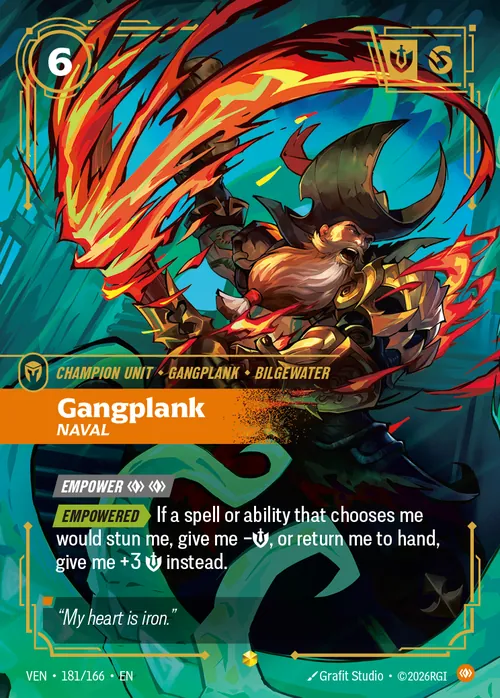 6
6
CHAMPION UNIT • GANGPLANK • BILGEWATER
Gangplank
NAVAL
EMPOWER
EMPOWERED If a spell or ability that chooses me
would stun me, give me -, or return me to hand,
give me +3 instead.
“My heart is iron.”
VEN • 181/166 • EN
Grafit Studio • ©2026RGI